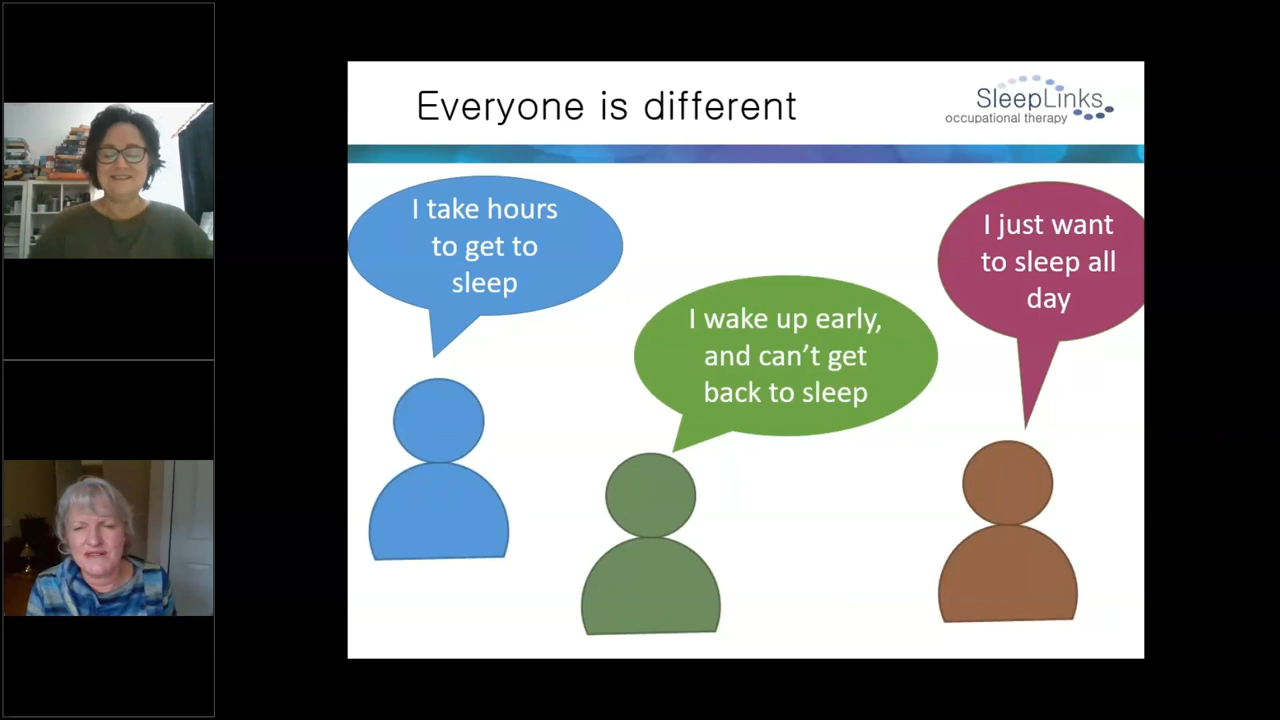 Everyone is different
SleepLinks
occupational therapy
I take hours
to get to
sleep
I wake up early,
and can't get
back to sleep
I just want
to sleep all
day